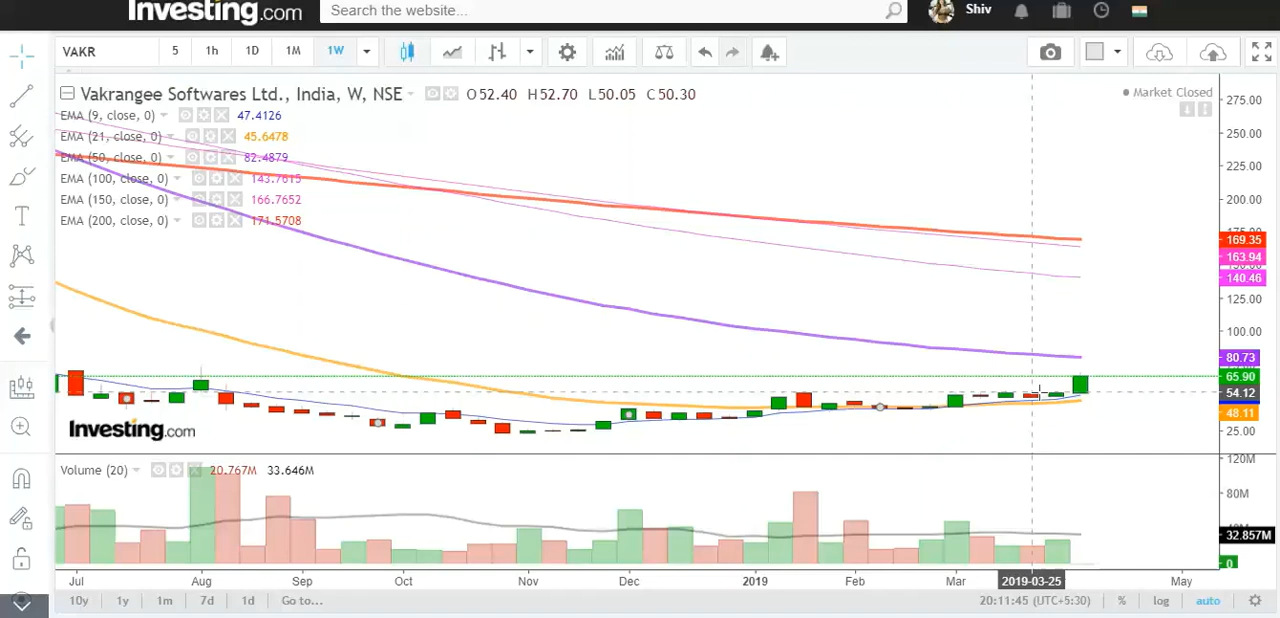 Investing.com
Search the website...
Shiv
VAKR 5 1h 1D 1M 1W
Vakrangee Softwares Ltd., India, W, NSE O52.40 H52.70 L50.05 C50.30
Market Closed
EMA (9, close, 0) 47.4126
EMA (21, close, 0) 45.6478
EMA (50, close, 0) 82.4879
EMA (100, close, 0) 143.7615
EMA (150, close, 0) 166.7652
EMA (200, close, 0) 171.5708
275.00
250.00
225.00
200.00
175.00
169.35
163.94
150.00
140.46
125.00
100.00
80.73
65.90
54.12
48.11
25.00
Investing.com
Volume (20) 20.767M 33.646M
120M
80M
32.857M
0
Jul Aug Sep Oct Nov Dec 2019 Feb Mar 2019-03-25 May
10y 1y 1m 7d 1d Go to... 20:11:45 (UTC+5:30) % log auto